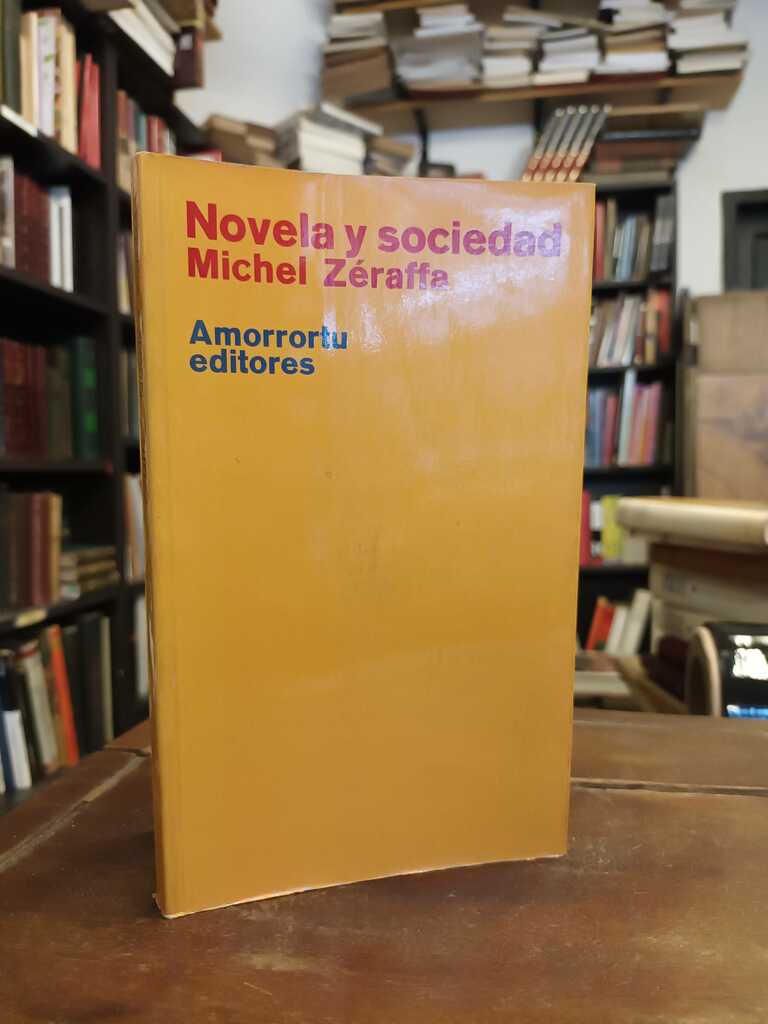 Novela y sociedad
Michel Zéraffa
Amorrortu
editores